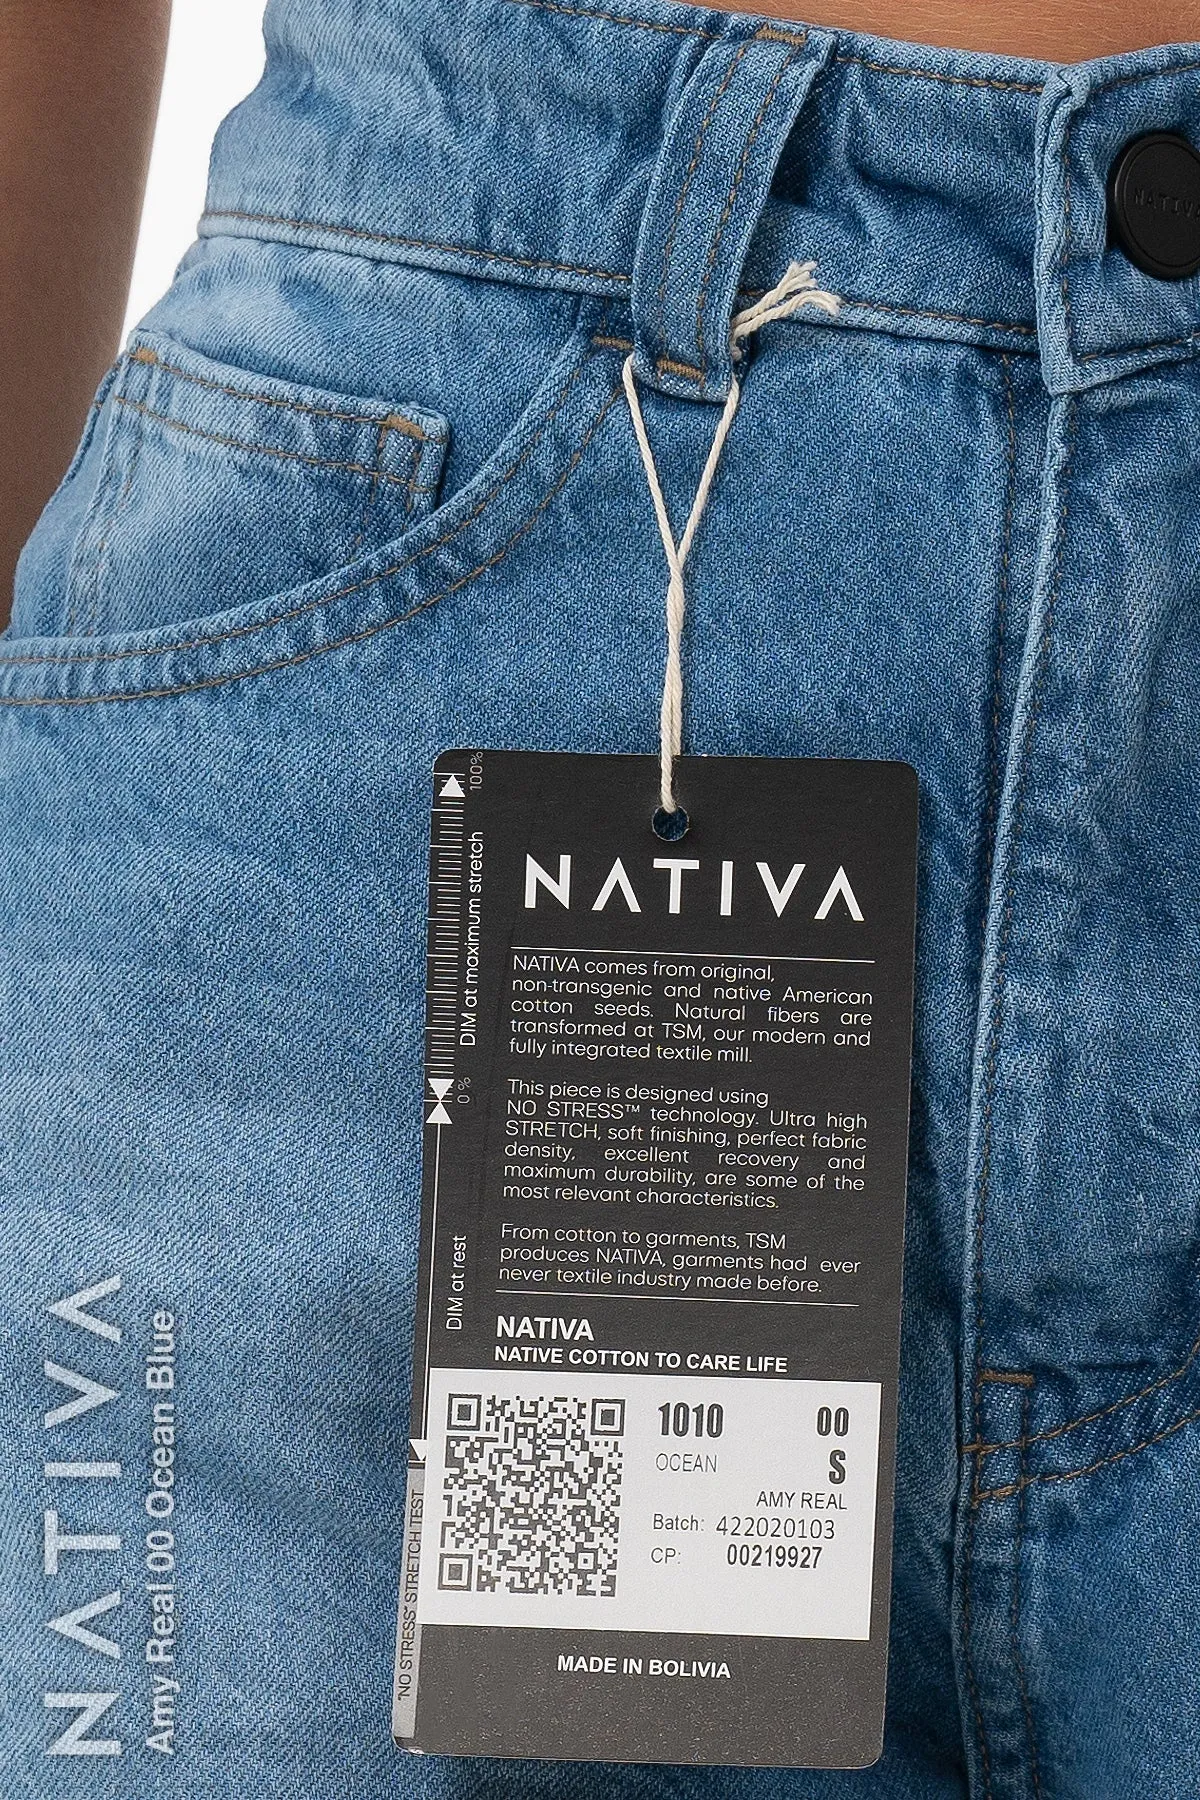 NATIVA
100%
DIM at maximum stretch
0%
DIM at rest
"NO STRESS" STRETCH TEST
NATIVA
NATIVA comes from original,
non-transgenic and native American
cotton seeds. Natural fibers are
transformed at TSM, our modern and
fully integrated textile mill.
This piece is designed using
NO STRESS™ technology. Ultra high
STRETCH, soft finishing, perfect fabric
density, excellent recovery and
maximum durability, are some of the
most relevant characteristics.
From cotton to garments, TSM
produces NATIVA, garments had ever
never textile industry made before.
NATIVA
NATIVE COTTON TO CARE LIFE
1010 00
OCEAN S
AMY REAL
Batch: 422020103
CP: 00219927
MADE IN BOLIVIA
NATIVA
Amy Real 00 Ocean Blue